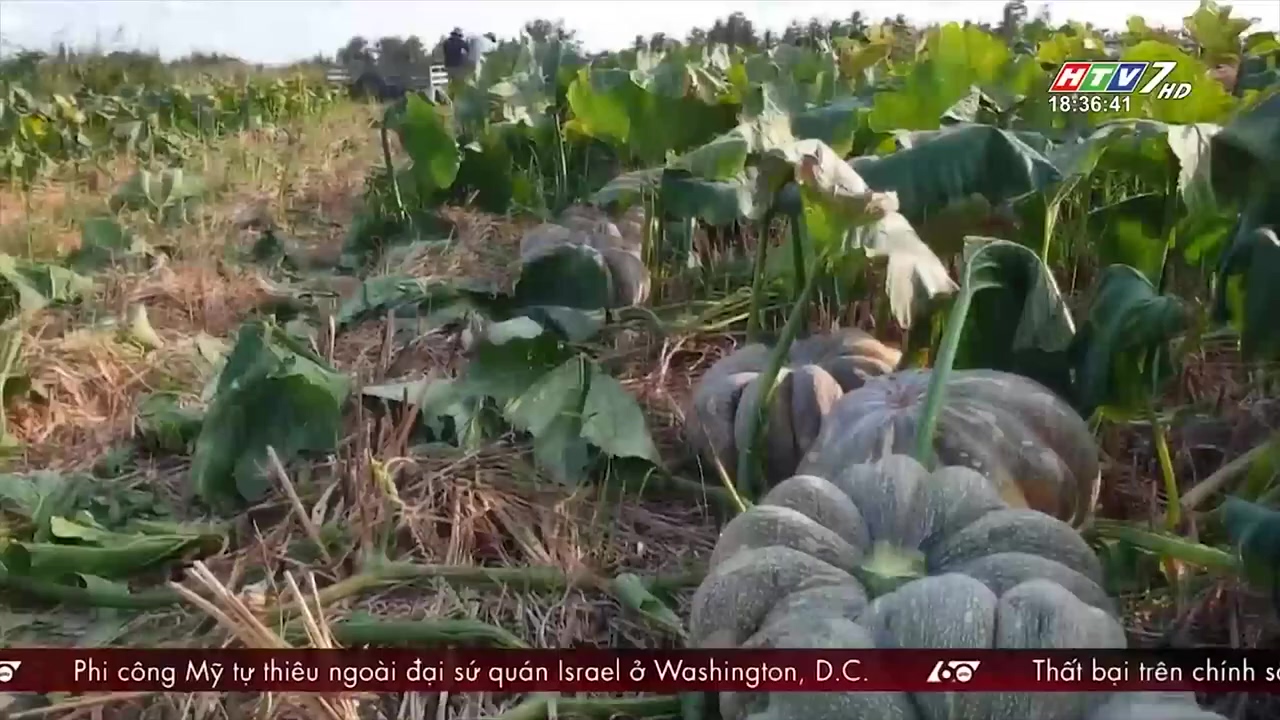 HTV7 HD
18:36:41
Phi công Mỹ tự thiêu ngoài đại sứ quán Israel ở Washington, D.C. 60 Thất bại trên chính